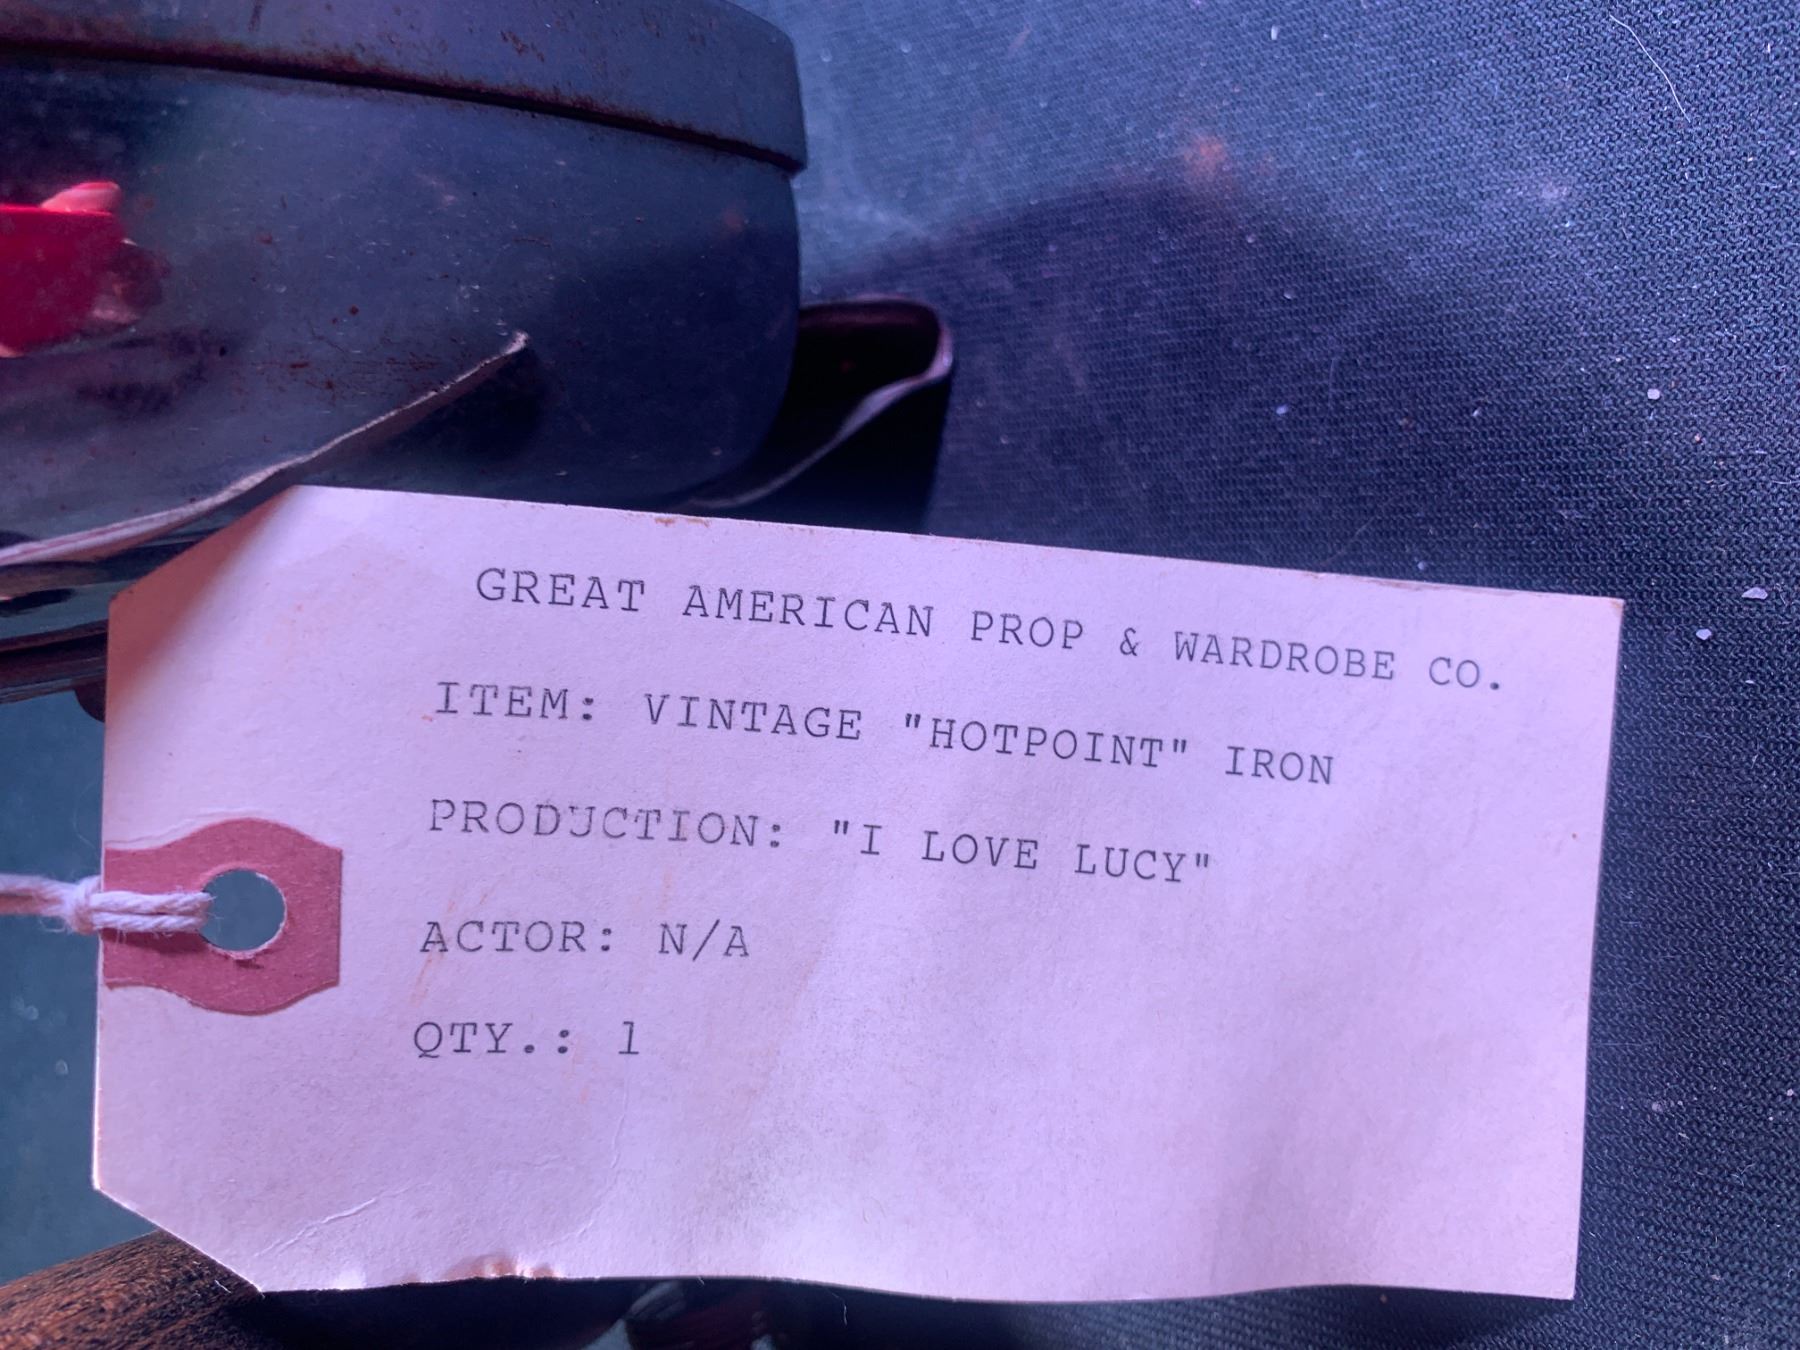 GREAT AMERICAN PROP & WARDROBE CO.
ITEM: VINTAGE "HOTPOINT" IRON
PRODUCTION: "I LOVE LUCY"
ACTOR: N/A
QTY.: 1